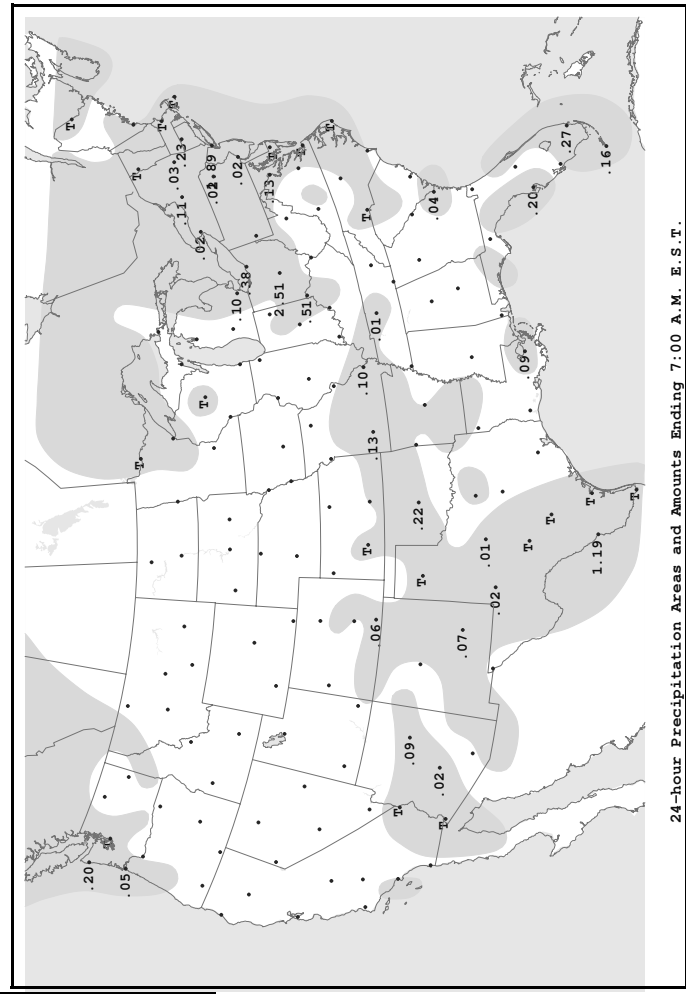 T
.20
T
.05
T
T
T
T
.03
.23
.11
.02
T
.89
.02
.10
.38
T
.13
2.51
T
.51
T
.10
T
T
.13
.06
.01
T
.09
.22
T
.04
.02
T
.07
.01
.02
.09
T
.20
T
.27
T
1.19
.16
T
24-hour Precipitation Areas and Amounts Ending 7:00 A.M. E.S.T.